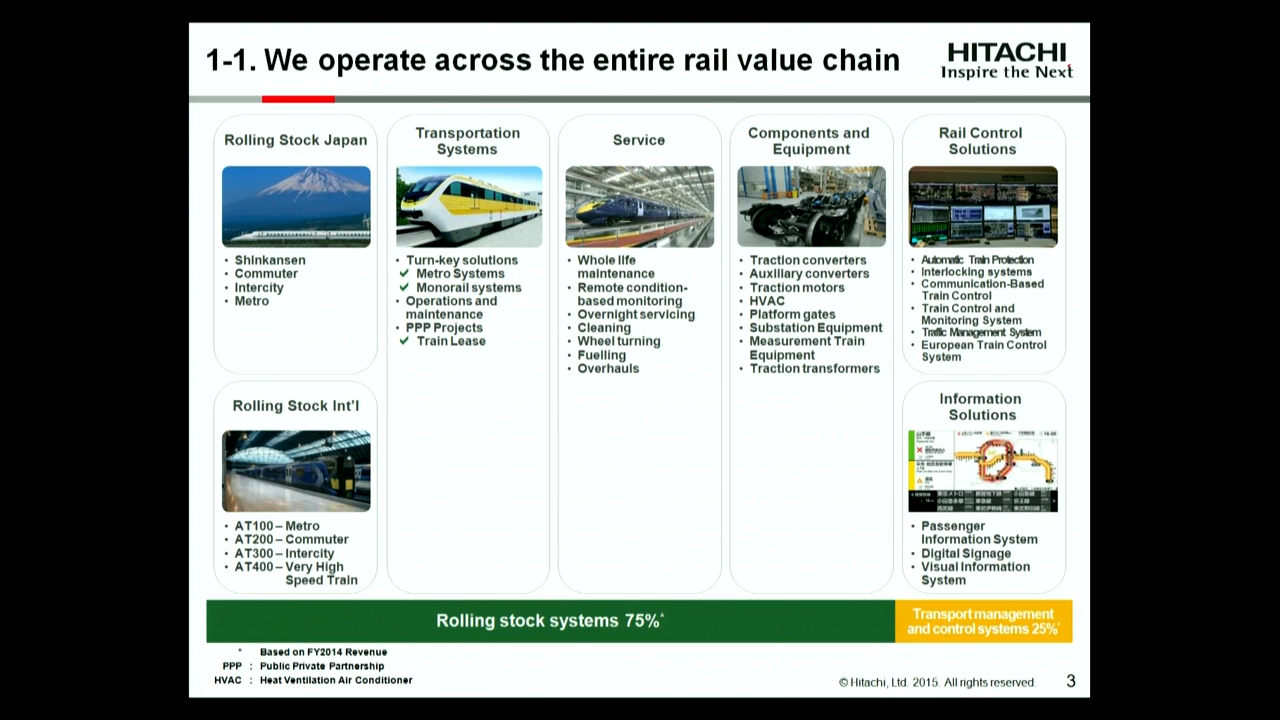 1-1. We operate across the entire rail value chain
HITACHI
Inspire the Next
Rolling Stock Japan
• Shinkansen
• Commuter
• Intercity
• Metro
Rolling Stock Int'l
• AT100 – Metro
• AT200 – Commuter
• AT300 – Intercity
• AT400 – Very High
Speed Train
Transportation
Systems
• Turn-key solutions
✓ Metro Systems
✓ Monorail systems
• Operations and
maintenance
• PPP Projects
✓ Train Lease
Service
• Whole life
maintenance
• Remote condition-
based monitoring
• Overnight servicing
• Cleaning
• Wheel turning
• Fuelling
• Overhauls
Components and
Equipment
• Traction converters
• Auxiliary converters
• Traction motors
• HVAC
• Platform gates
• Substation Equipment
• Measurement Train
Equipment
• Traction transformers
Rail Control
Solutions
• Automatic Train Protection
• Interlocking systems
• Communication-Based
Train Control
• Train Control and
Monitoring System
• Traffic Management System
• European Train Control
System
Information
Solutions
• Passenger
Information System
• Digital Signage
• Visual Information
System
Rolling stock systems 75%*
Transport management
and control systems 25%*
* Based on FY2014 Revenue
PPP : Public Private Partnership
HVAC : Heat Ventilation Air Conditioner
© Hitachi, Ltd. 2015. All rights reserved.
3